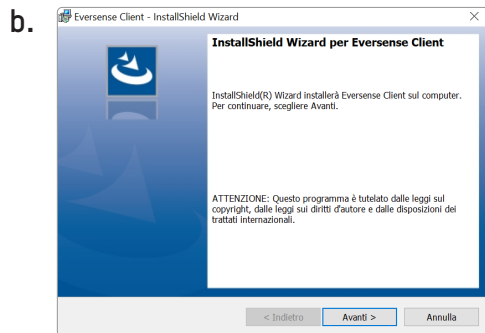 b.
Eversense Client - InstallShield Wizard
InstallShield Wizard per Eversense Client
InstallShield(R) Wizard installerà Eversense Client sul computer.
Per continuare, scegliere Avanti.
ATTENZIONE: Questo programma è tutelato dalle leggi sul
copyright, dalle leggi sui diritti d'autore e dalle disposizioni dei
trattati internazionali.
< Indietro
Avanti >
Annulla